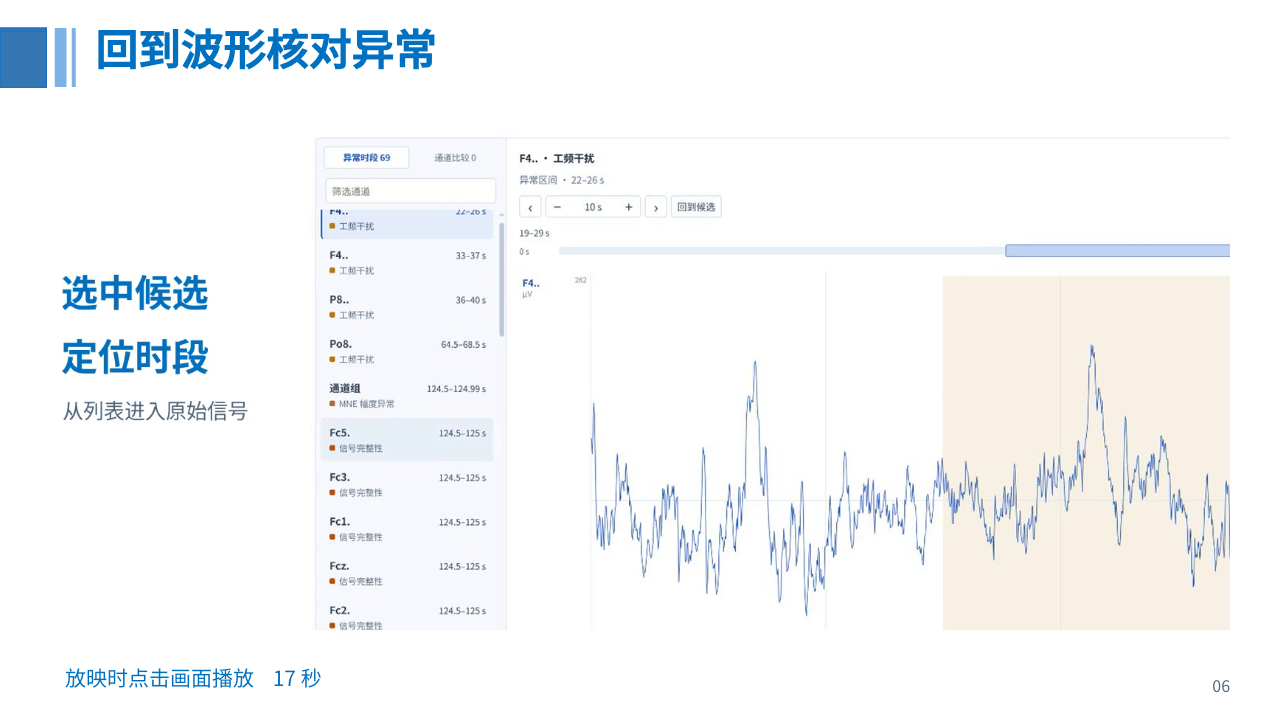 回到波形核对异常
选中候选
定位时段
从列表进入原始信号
异常时段 69
通道比较 0
筛选通道
F4.. 22–26 s
工频干扰
F4.. 33–37 s
工频干扰
P8.. 36–40 s
工频干扰
Po8. 64.5–68.5 s
工频干扰
通道组 124.5–124.99 s
MNE 幅度异常
Fc5. 124.5–125 s
信号完整性
Fc3. 124.5–125 s
信号完整性
Fc1. 124.5–125 s
信号完整性
Fcz. 124.5–125 s
信号完整性
Fc2. 124.5–125 s
信号完整性
F4.. · 工频干扰
异常区间 · 22–26 s
‹ − 10 s + › 回到候选
19–29 s
0 s
F4.. 262
μV
放映时点击画面播放 17 秒
06